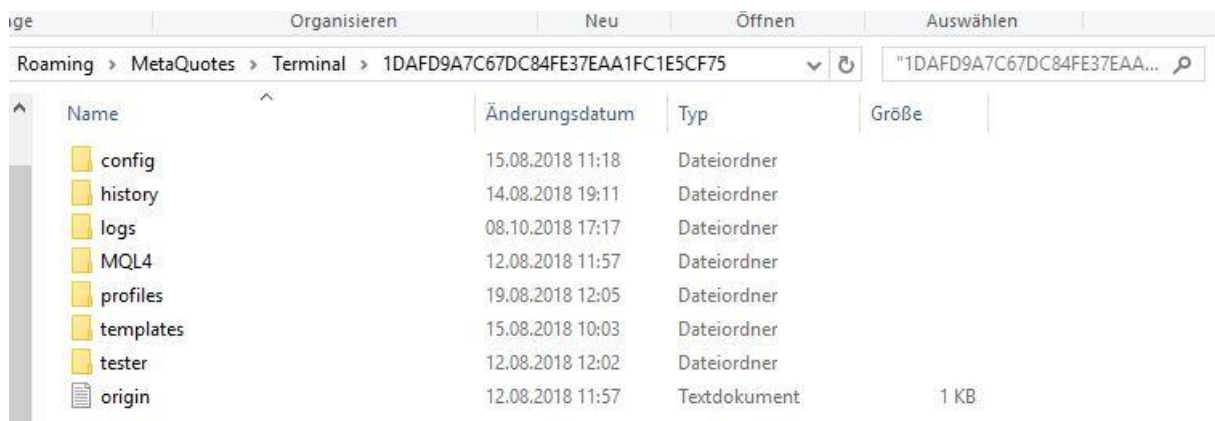 ige Organisieren Neu Öffnen Auswählen
Roaming > MetaQuotes > Terminal > 1DAFD9A7C67DC84FE37EAA1FC1E5CF75 "1DAFD9A7C67DC84FE37EAA...
Name Änderungsdatum Typ Größe
config 15.08.2018 11:18 Dateiordner
history 14.08.2018 19:11 Dateiordner
logs 08.10.2018 17:17 Dateiordner
MQL4 12.08.2018 11:57 Dateiordner
profiles 19.08.2018 12:05 Dateiordner
templates 15.08.2018 10:03 Dateiordner
tester 12.08.2018 12:02 Dateiordner
origin 12.08.2018 11:57 Textdokument 1 KB